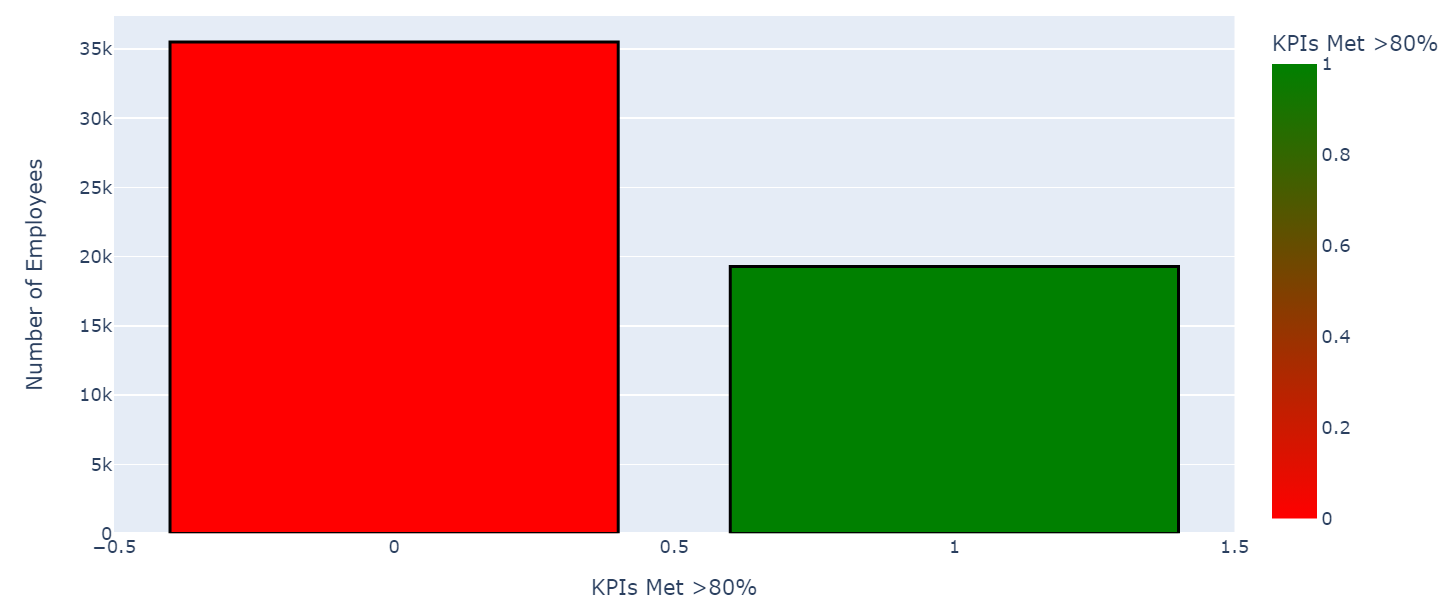 35k
30k
25k
20k
15k
10k
5k
0
Number of Employees
−0.5
0
0.5
1
1.5
KPIs Met >80%
KPIs Met >80%
1
0.8
0.6
0.4
0.2
0